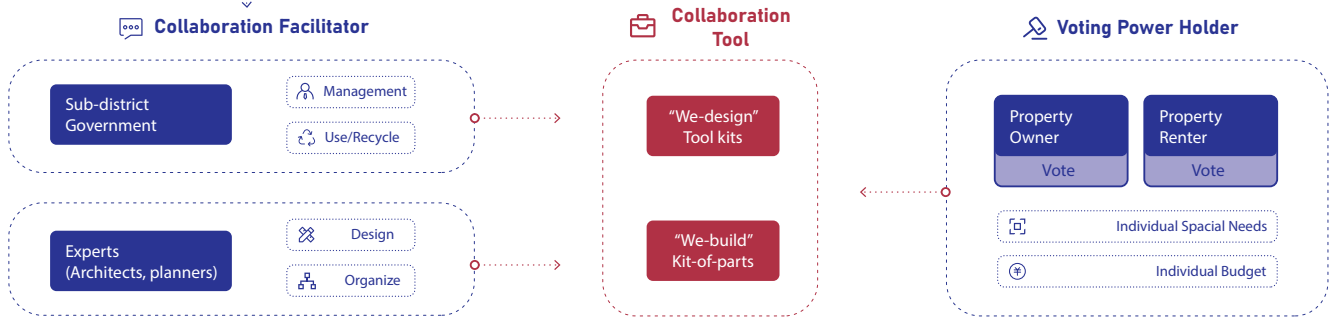 Collaboration Facilitator
Sub-district
Government
Management
Use/Recycle
Experts
(Architects, planners)
Design
Organize
Collaboration
Tool
“We-design”
Tool kits
“We-build”
Kit-of-parts
Voting Power Holder
Property
Owner
Vote
Property
Renter
Vote
Individual Spacial Needs
¥
Individual Budget